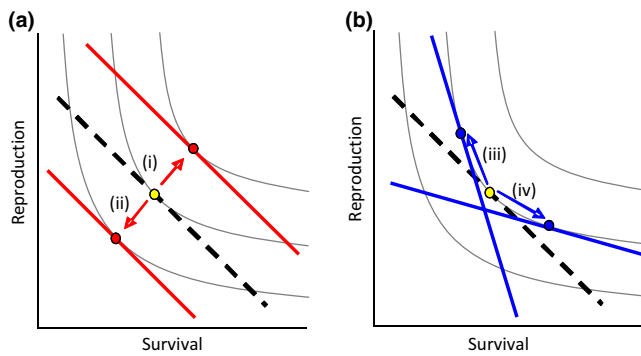 (a)
(i)
(ii)
Reproduction
Survival
(b)
(iii)
(iv)
Reproduction
Survival